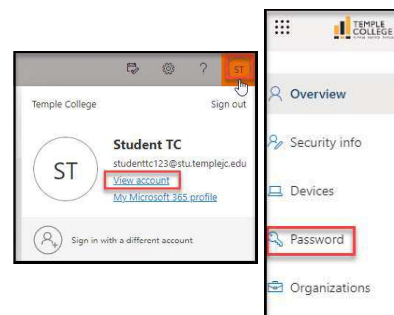 ? ST
Temple College Sign out
ST
Student TC
studenttc123@stu.templejc.edu
View account
My Microsoft 365 profile
Sign in with a different account
TEMPLE
COLLEGE
Overview
Security info
Devices
Password
Organizations